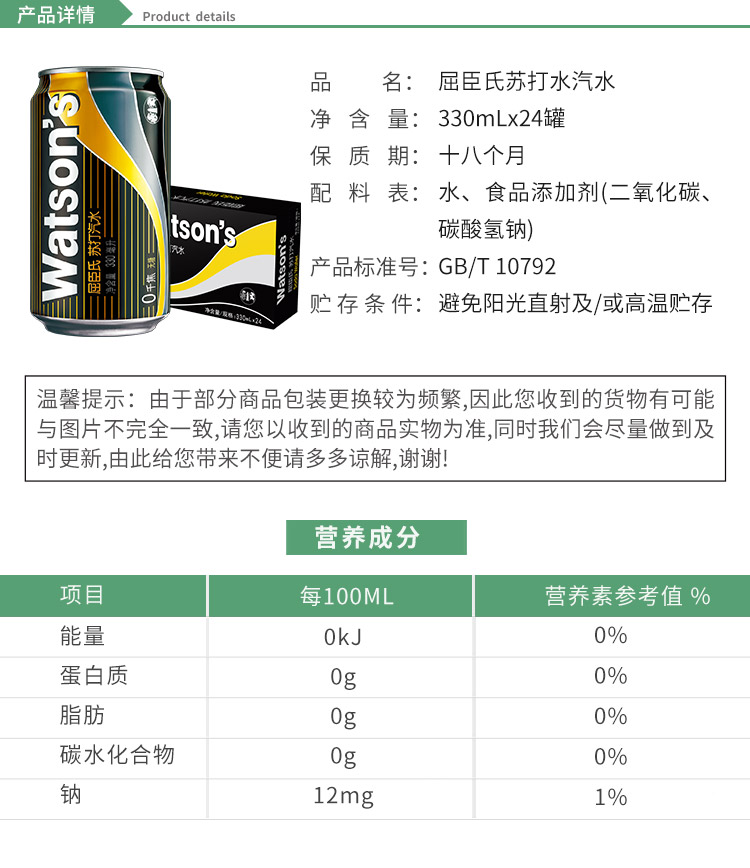 产品详情
Product details
品名： 屈臣氏苏打水汽水
净含量： 330mLx24罐
保质期： 十八个月
配料表： 水、食品添加剂(二氧化碳、
碳酸氢钠)
产品标准号：GB/T 10792
贮存条件： 避免阳光直射及/或高温贮存
Watson's
屈臣氏 苏打汽水
净含量 330毫升
0千焦 无糖
tson's
打汽水
净含量/规格：330mLx24
Watson's
温馨提示：由于部分商品包装更换较为频繁,因此您收到的货物有可能
与图片不完全一致,请您以收到的商品实物为准,同时我们会尽量做到及
时更新,由此给您带来不便请多多谅解,谢谢!
营养成分
项目 每100ML 营养素参考值 %
能量 0kJ 0%
蛋白质 0g 0%
脂肪 0g 0%
碳水化合物 0g 0%
钠 12mg 1%